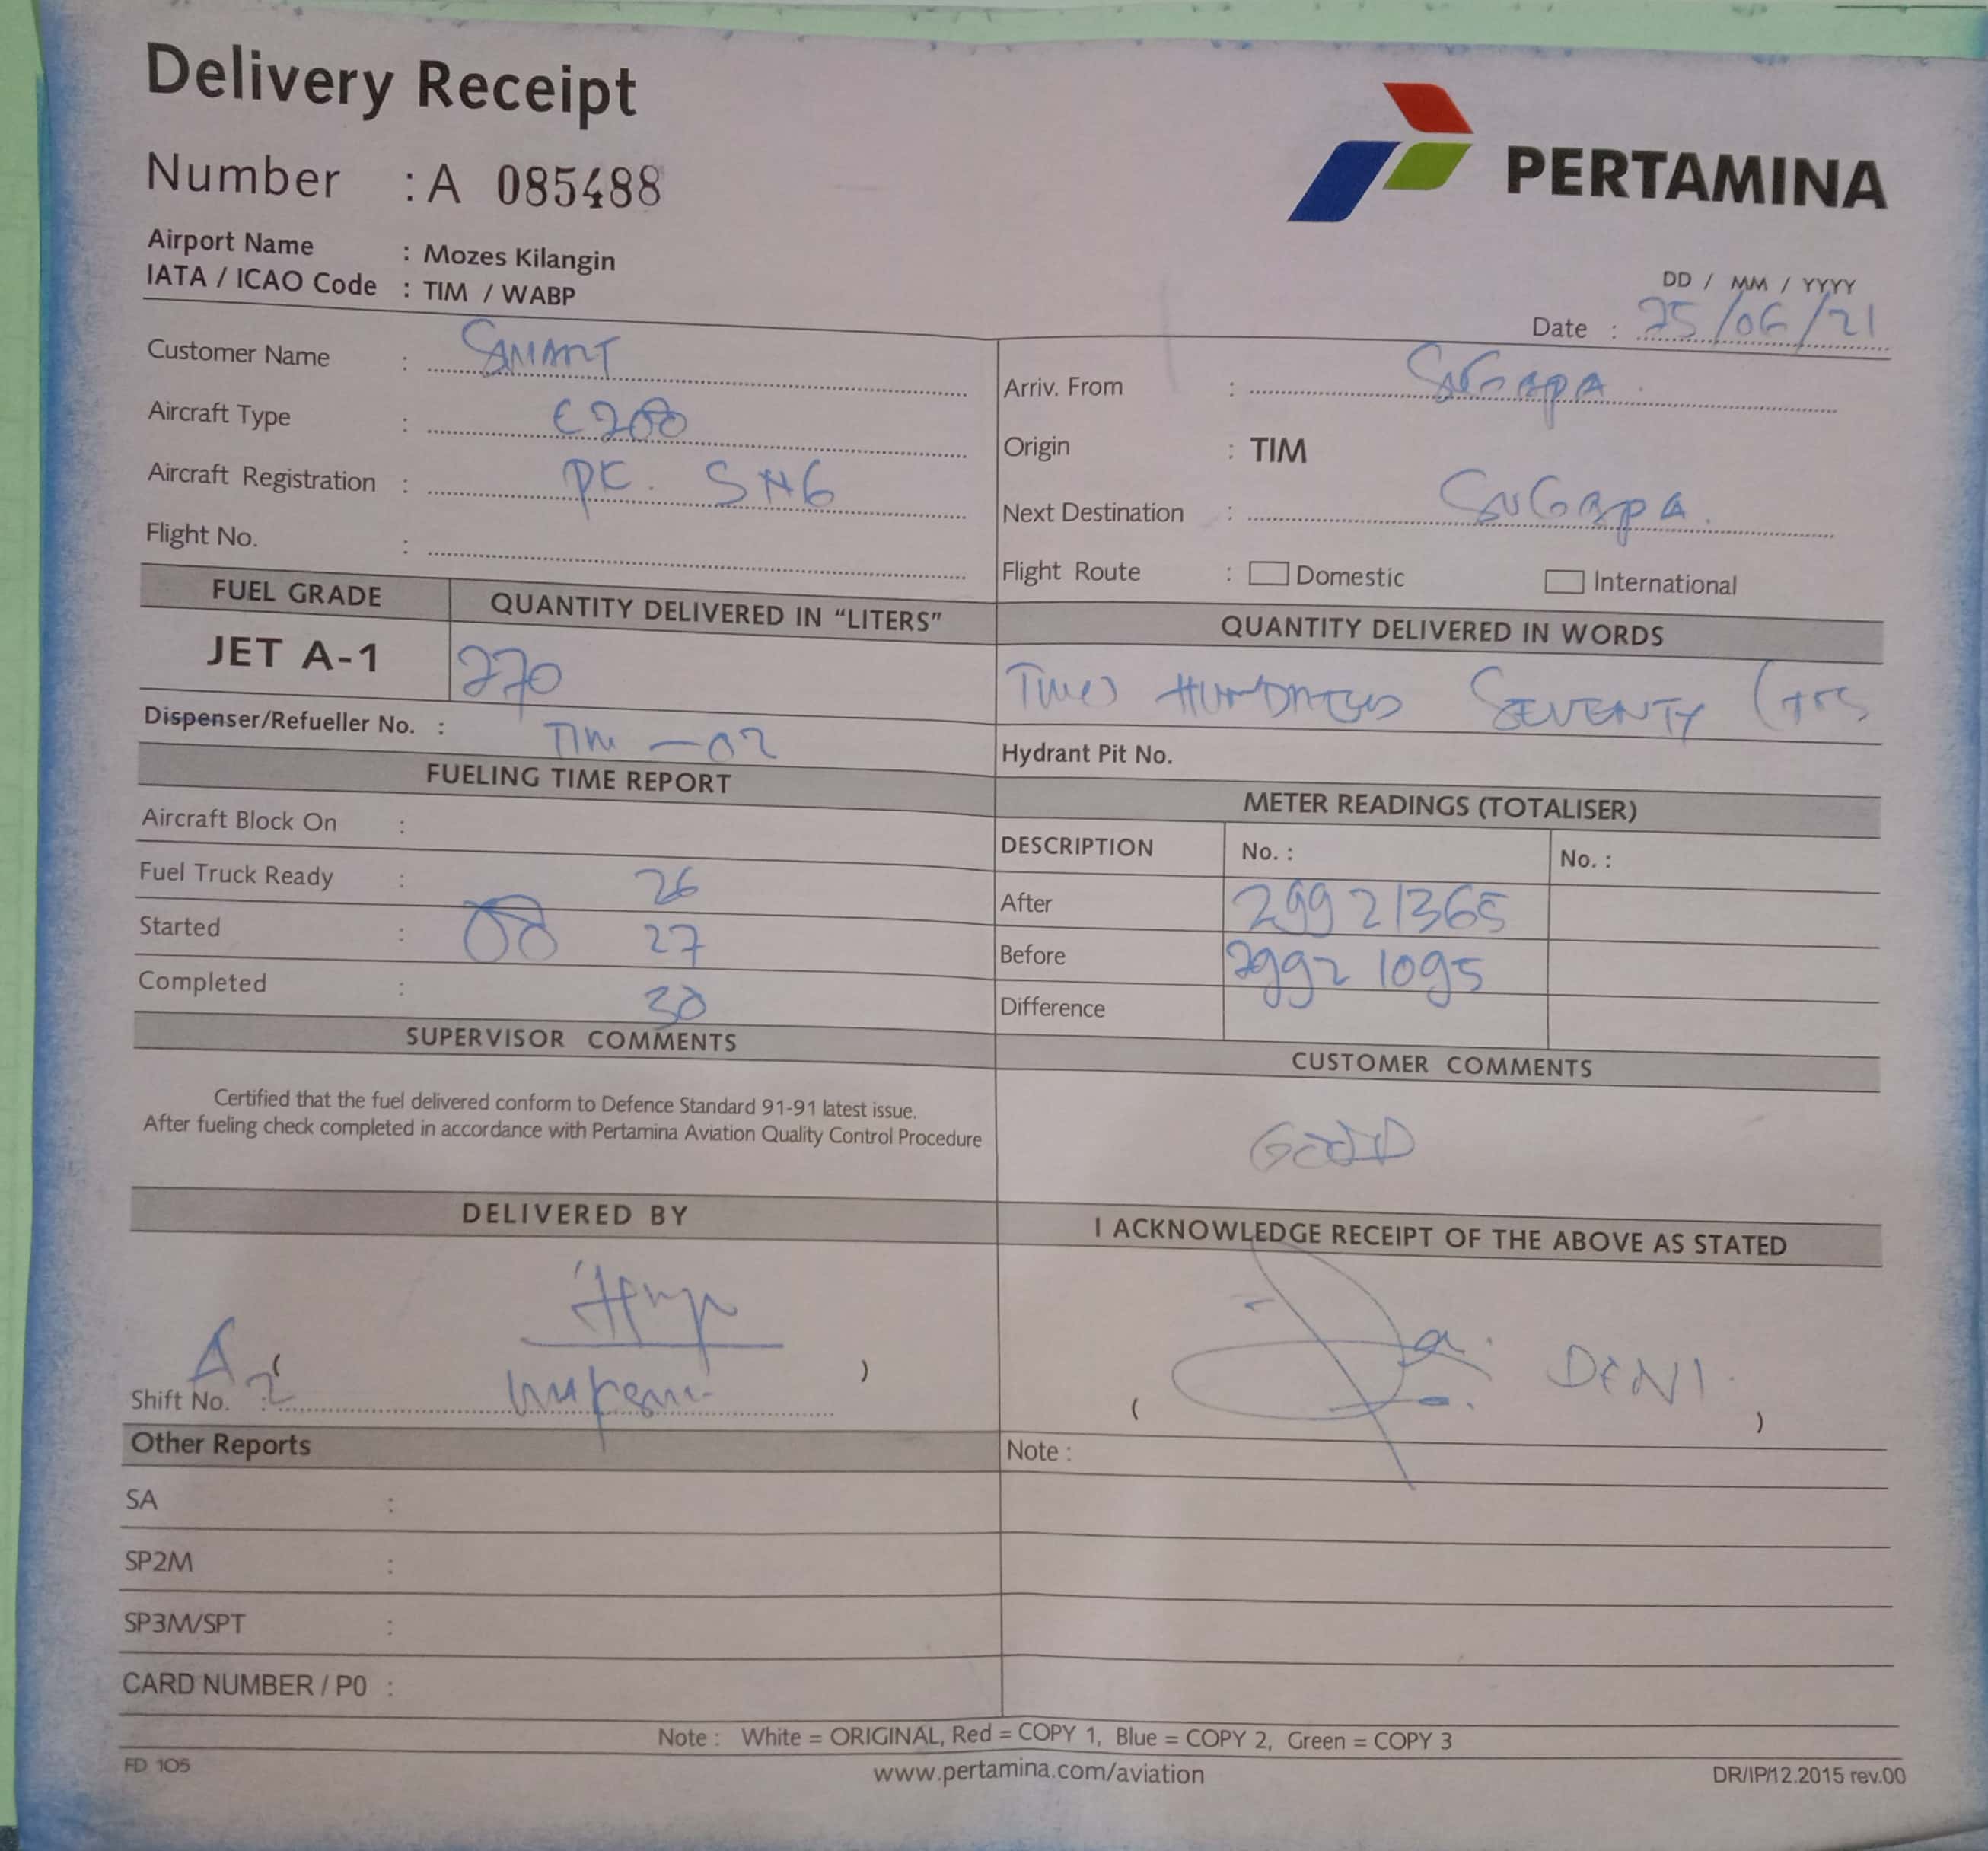 Delivery Receipt
PERTAMINA
Number : A 085488
Airport Name : Mozes Kilangin
IATA / ICAO Code : TIM / WABP
DD / MM / YYYY
Date : 25/06/21
Customer Name : SMART
Arriv. From : SUGAPA
Aircraft Type : C208
Origin : TIM
Aircraft Registration : PK. SNG
Next Destination : SUGAPA.
Flight No. :
Flight Route : Domestic International
FUEL GRADE QUANTITY DELIVERED IN “LITERS” QUANTITY DELIVERED IN WORDS
JET A-1 270 HUNDRED SEVENTY LTRS
Dispenser/Refueller No. : TIM - 02
Hydrant Pit No.
FUELING TIME REPORT METER READINGS (TOTALISER)
Aircraft Block On :
DESCRIPTION No. : No. :
Fuel Truck Ready : 26
After 29921365
Started : 08 27
Before 29921095
Completed : 30
Difference
SUPERVISOR COMMENTS CUSTOMER COMMENTS
Certified that the fuel delivered conform to Defence Standard 91-91 latest issue.
After fueling check completed in accordance with Pertamina Aviation Quality Control Procedure
GOOD
DELIVERED BY I ACKNOWLEDGE RECEIPT OF THE ABOVE AS STATED
( )
Shift No. : A2
( DENI. )
Other Reports Note :
SA :
SP2M :
SP3M/SPT :
CARD NUMBER / P0 :
Note : White = ORIGINAL, Red = COPY 1, Blue = COPY 2, Green = COPY 3
FD 105 www.pertamina.com/aviation DR/IP/12.2015 rev.00